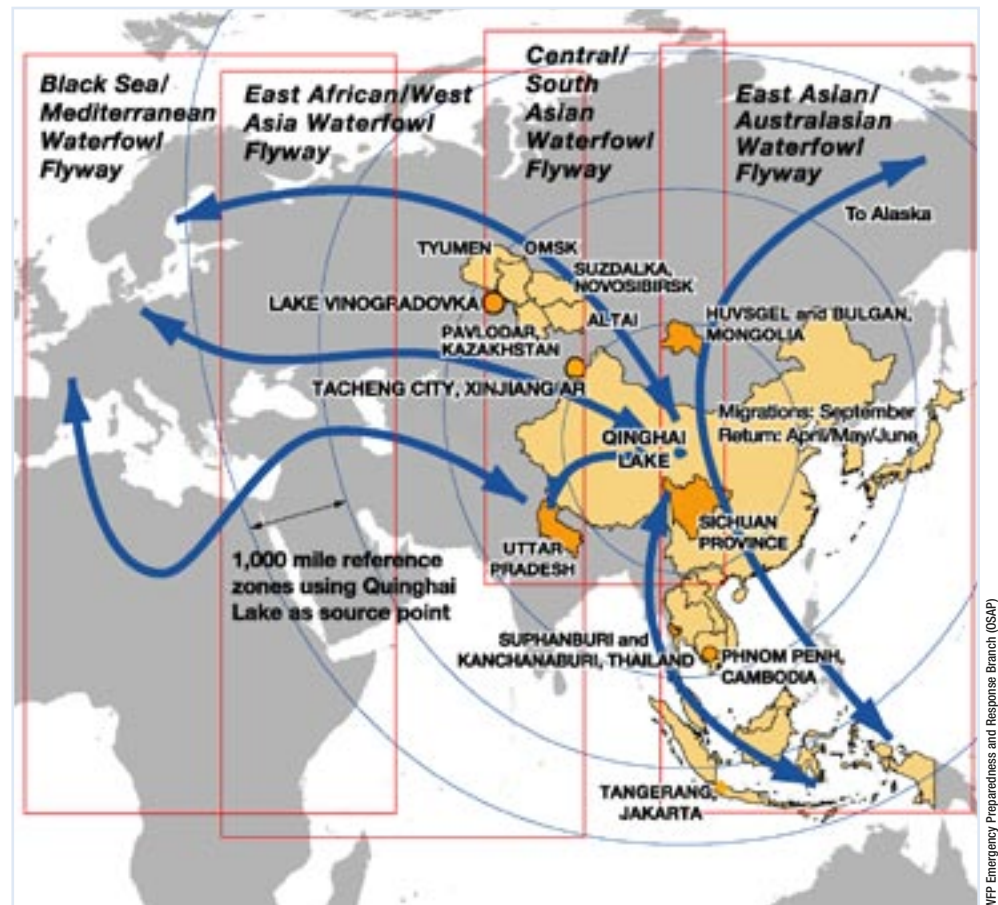 Black Sea/
Mediterranean
Waterfowl
Flyway
East African/West
Asia Waterfowl
Flyway
Central/
South
Asian
Waterfowl
Flyway
East Asian/
Australasian
Waterfowl
Flyway
To Alaska
TYUMEN
OMSK
SUZDALKA,
NOVOSIBIRSK
LAKE VINOGRADOVKA
ALTAI
HUVSGEL and BULGAN,
MONGOLIA
PAVLODAR,
KAZAKHSTAN
TACHENG CITY, XINJIANG AR
Migrations: September
Return: April/May/June
QINGHAI
LAKE
SICHUAN
PROVINCE
UTTAR
PRADESH
1,000 mile reference
zones using Quinghai
Lake as source point
SUPHANBURI and
KANCHANABURI, THAILAND
PHNOM PENH,
CAMBODIA
TANGERANG,
JAKARTA
WFP Emergency Preparedness and Response Branch (OSAP)